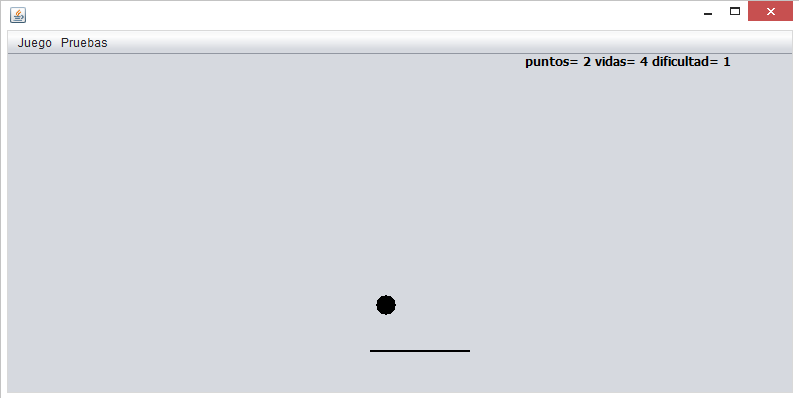 Juego Pruebas
puntos= 2 vidas= 4 dificultad= 1